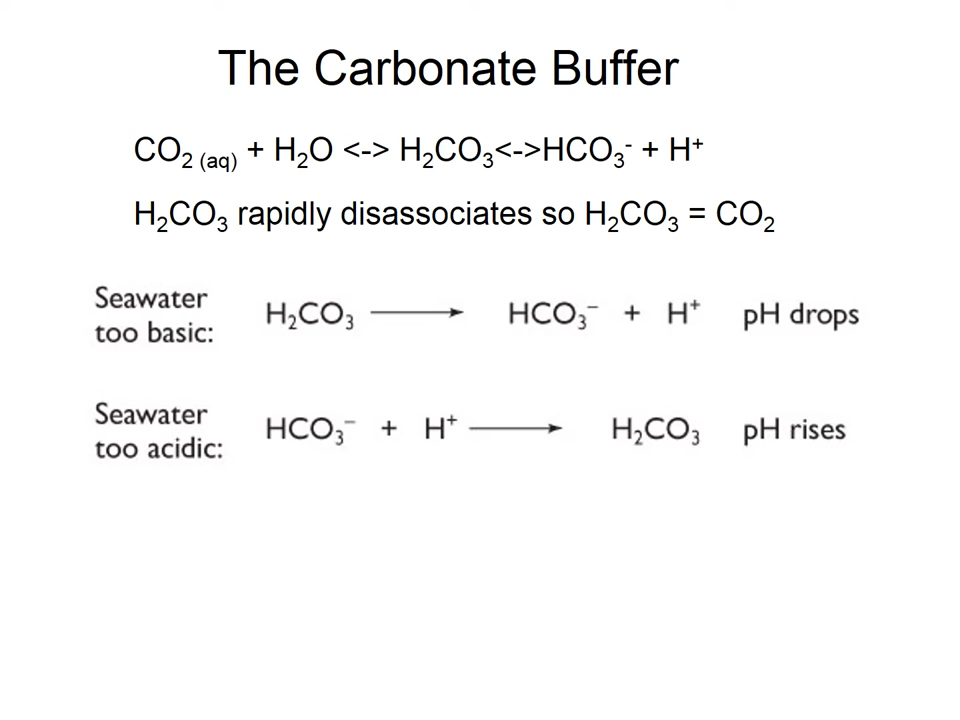 The Carbonate Buffer
CO₂ ₍ₐq₎ + H₂O <-> H₂CO₃<->HCO₃⁻ + H⁺
H₂CO₃ rapidly disassociates so H₂CO₃ = CO₂
Seawater
too basic: H₂CO₃ ⟶ HCO₃⁻ + H⁺ pH drops
Seawater
too acidic: HCO₃⁻ + H⁺ ⟶ H₂CO₃ pH rises